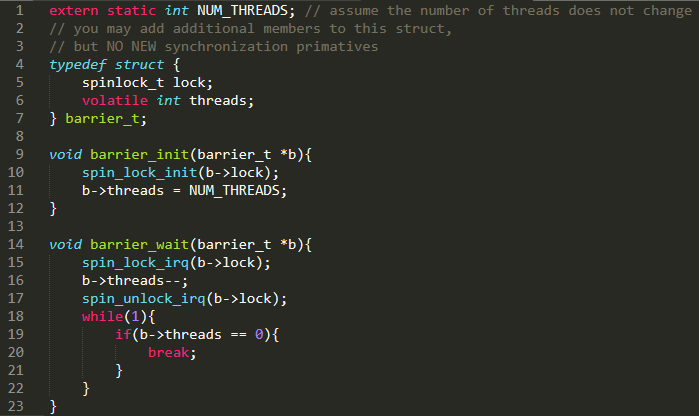 1 extern static int NUM_THREADS; // assume the number of threads does not change
2 // you may add additional members to this struct,
3 // but NO NEW synchronization primatives
4 typedef struct {
5     spinlock_t lock;
6     volatile int threads;
7 } barrier_t;
8
9 void barrier_init(barrier_t *b){
10     spin_lock_init(b->lock);
11     b->threads = NUM_THREADS;
12 }
13
14 void barrier_wait(barrier_t *b){
15     spin_lock_irq(b->lock);
16     b->threads--;
17     spin_unlock_irq(b->lock);
18     while(1){
19         if(b->threads == 0){
20             break;
21         }
22     }
23 }